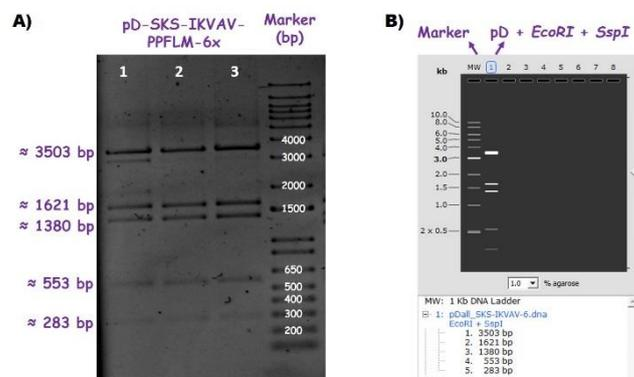 A)
pD-SKS-IKVAV-
PPFLM-6x
Marker
(bp)
1 2 3
4000
3000
2000
1500
650
500
400
300
200
≈ 3503 bp
≈ 1621 bp
≈ 1380 bp
≈ 553 bp
≈ 283 bp
B)
Marker pD + EcoRI + SspI
kb
MW 1 2 3 4 5 6 7 8
10.0
8.0
6.0
5.0
4.0
3.0
2.0
1.5
1.0
2 x 0.5
1.0 % agarose
MW: 1 Kb DNA Ladder
1: pDall_SKS-IKVAV-6.dna
EcoRI + SspI
1. 3503 bp
2. 1621 bp
3. 1380 bp
4. 553 bp
5. 283 bp